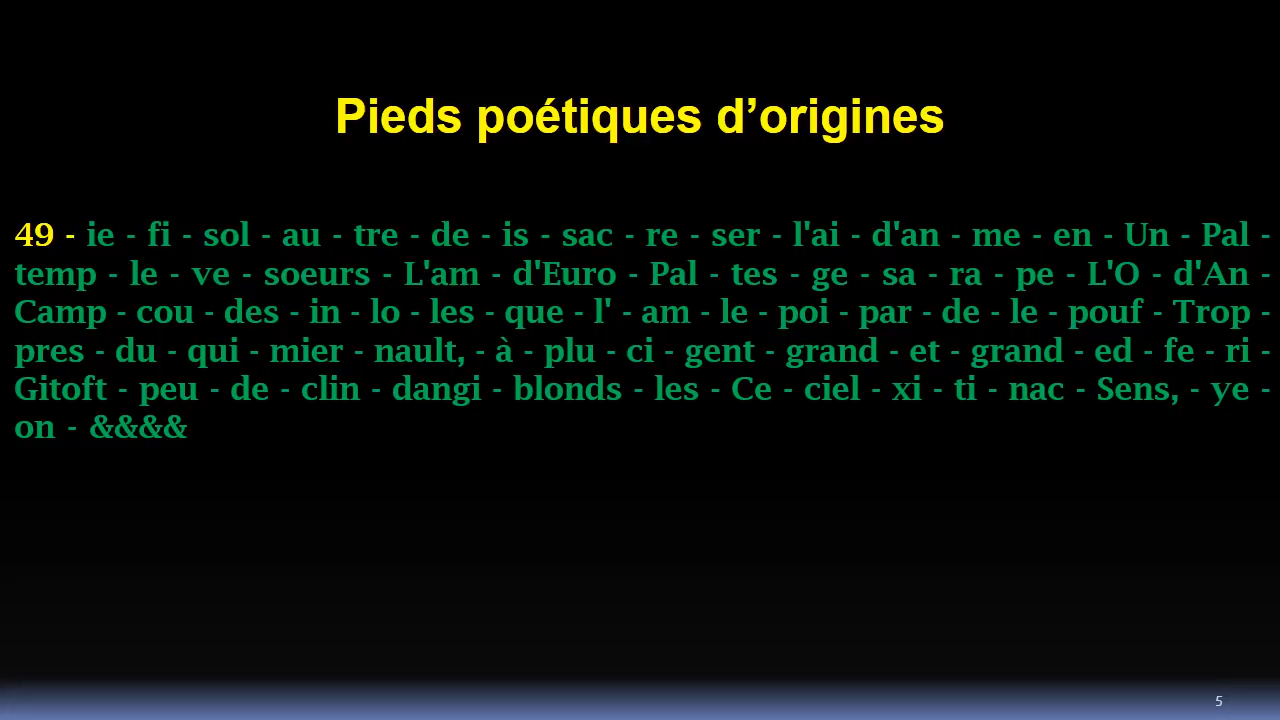 Pieds poétiques d’origines
49 - ie - fi - sol - au - tre - de - is - sac - re - ser - l'ai - d'an - me - en - Un - Pal -
temp - le - ve - soeurs - L'am - d'Euro - Pal - tes - ge - sa - ra - pe - L'O - d'An -
Camp - cou - des - in - lo - les - que - l' - am - le - poi - par - de - le - pouf - Trop -
pres - du - qui - mier - nault, - à - plu - ci - gent - grand - et - grand - ed - fe - ri -
Gitoft - peu - de - clin - dangi - blonds - les - Ce - ciel - xi - ti - nac - Sens, - ye -
on - &&&&
5